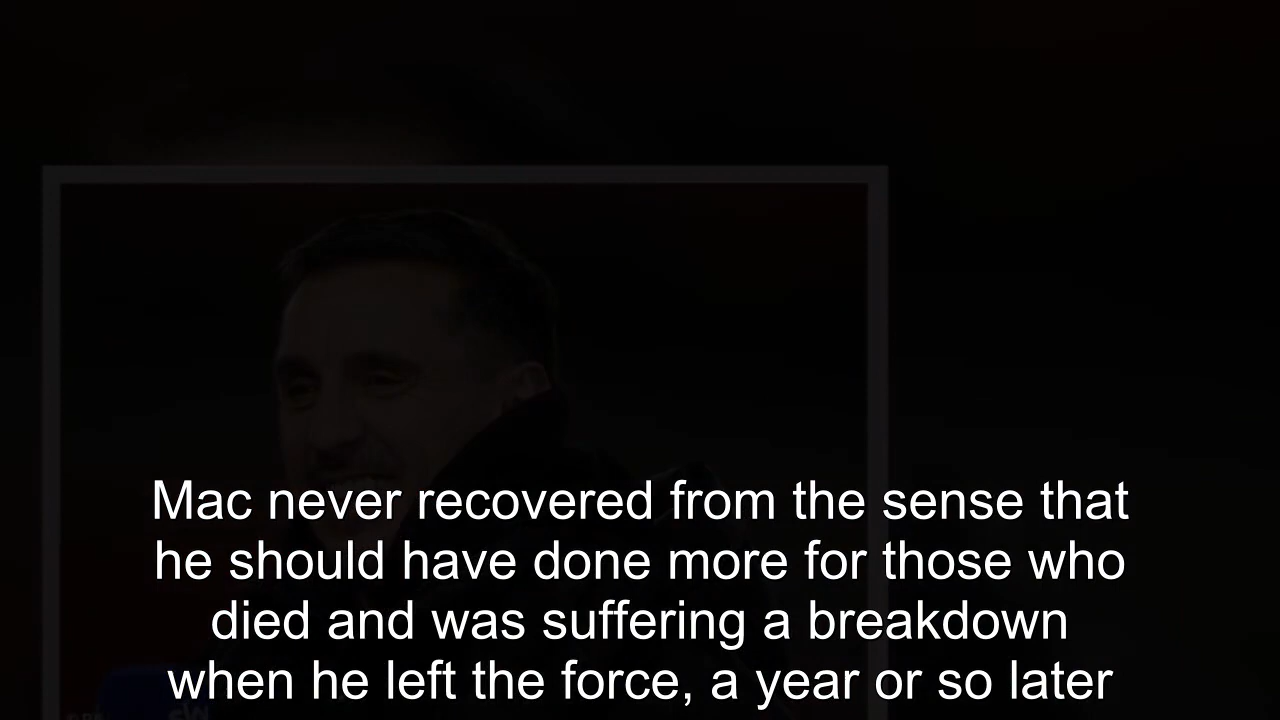 Mac never recovered from the sense that
he should have done more for those who
died and was suffering a breakdown
when he left the force, a year or so later